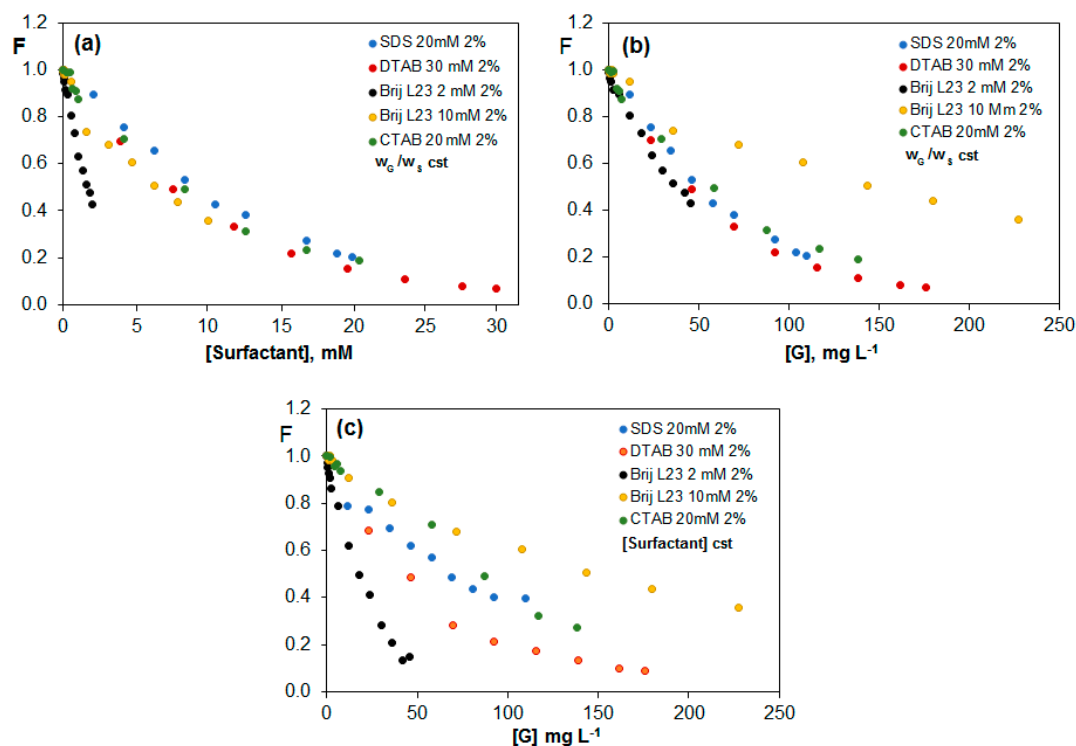 (a)
F
1.2
1.0
0.8
0.6
0.4
0.2
0.0
0 5 10 15 20 25 30
[Surfactant], mM
SDS 20mM 2%
DTAB 30 mM 2%
Brij L23 2 mM 2%
Brij L23 10mM 2%
CTAB 20mM 2%
wG /ws cst
(b)
F
1.2
1.0
0.8
0.6
0.4
0.2
0.0
0 50 100 150 200 250
[G], mg L-1
SDS 20mM 2%
DTAB 30 mM 2%
Brij L23 2 mM 2%
Brij L23 10 Mm 2%
CTAB 20mM 2%
wG /ws cst
(c)
F
1.2
1.0
0.8
0.6
0.4
0.2
0.0
0 50 100 150 200 250
[G] mg L-1
SDS 20mM 2%
DTAB 30 mM 2%
Brij L23 2 mM 2%
Brij L23 10mM 2%
CTAB 20mM 2%
[Surfactant] cst